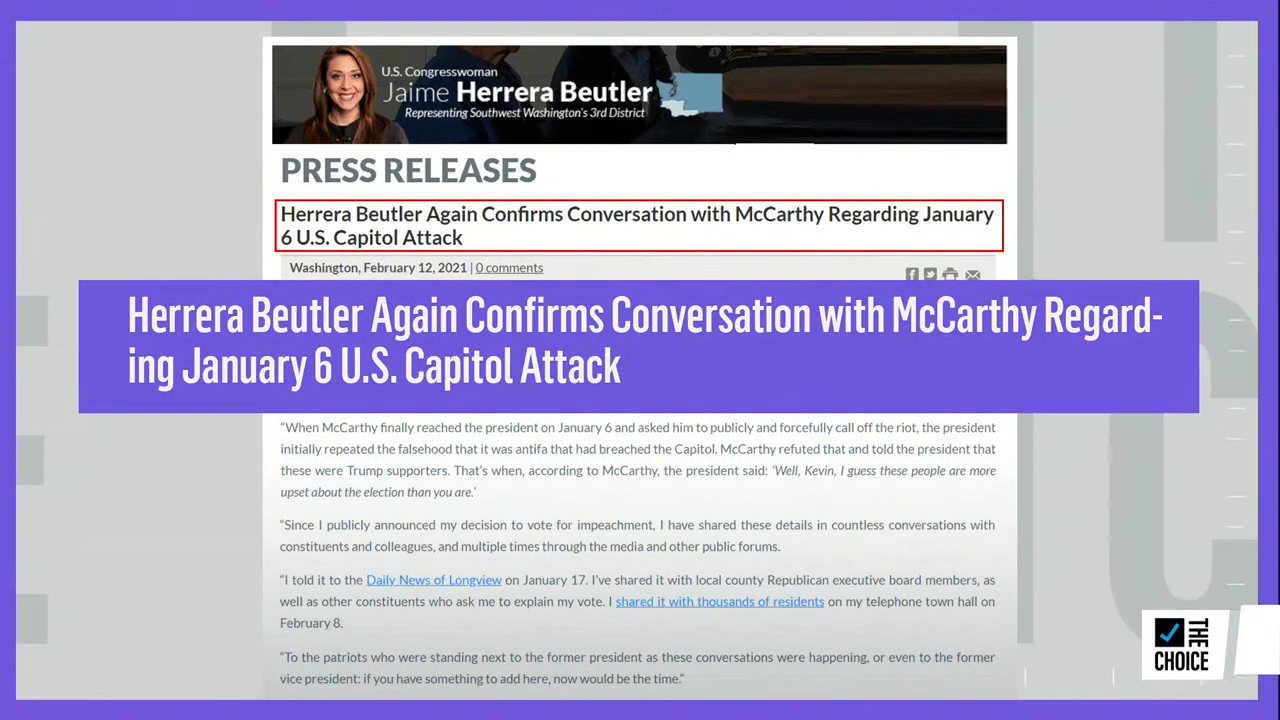 U.S. Congresswoman
Jaime Herrera Beutler
Representing Southwest Washington's 3rd District
PRESS RELEASES
Herrera Beutler Again Confirms Conversation with McCarthy Regarding January
6 U.S. Capitol Attack
Washington, February 12, 2021 | 0 comments
Herrera Beutler Again Confirms Conversation with McCarthy Regard-
ing January 6 U.S. Capitol Attack
“When McCarthy finally reached the president on January 6 and asked him to publicly and forcefully call off the riot, the president
initially repeated the falsehood that it was antifa that had breached the Capitol. McCarthy refuted that and told the president that
these were Trump supporters. That’s when, according to McCarthy, the president said: ‘Well, Kevin, I guess these people are more
upset about the election than you are.’
“Since I publicly announced my decision to vote for impeachment, I have shared these details in countless conversations with
constituents and colleagues, and multiple times through the media and other public forums.
“I told it to the Daily News of Longview on January 17. I’ve shared it with local county Republican executive board members, as
well as other constituents who ask me to explain my vote. I shared it with thousands of residents on my telephone town hall on
February 8.
“To the patriots who were standing next to the former president as these conversations were happening, or even to the former
vice president: if you have something to add here, now would be the time.”
THE
CHOICE